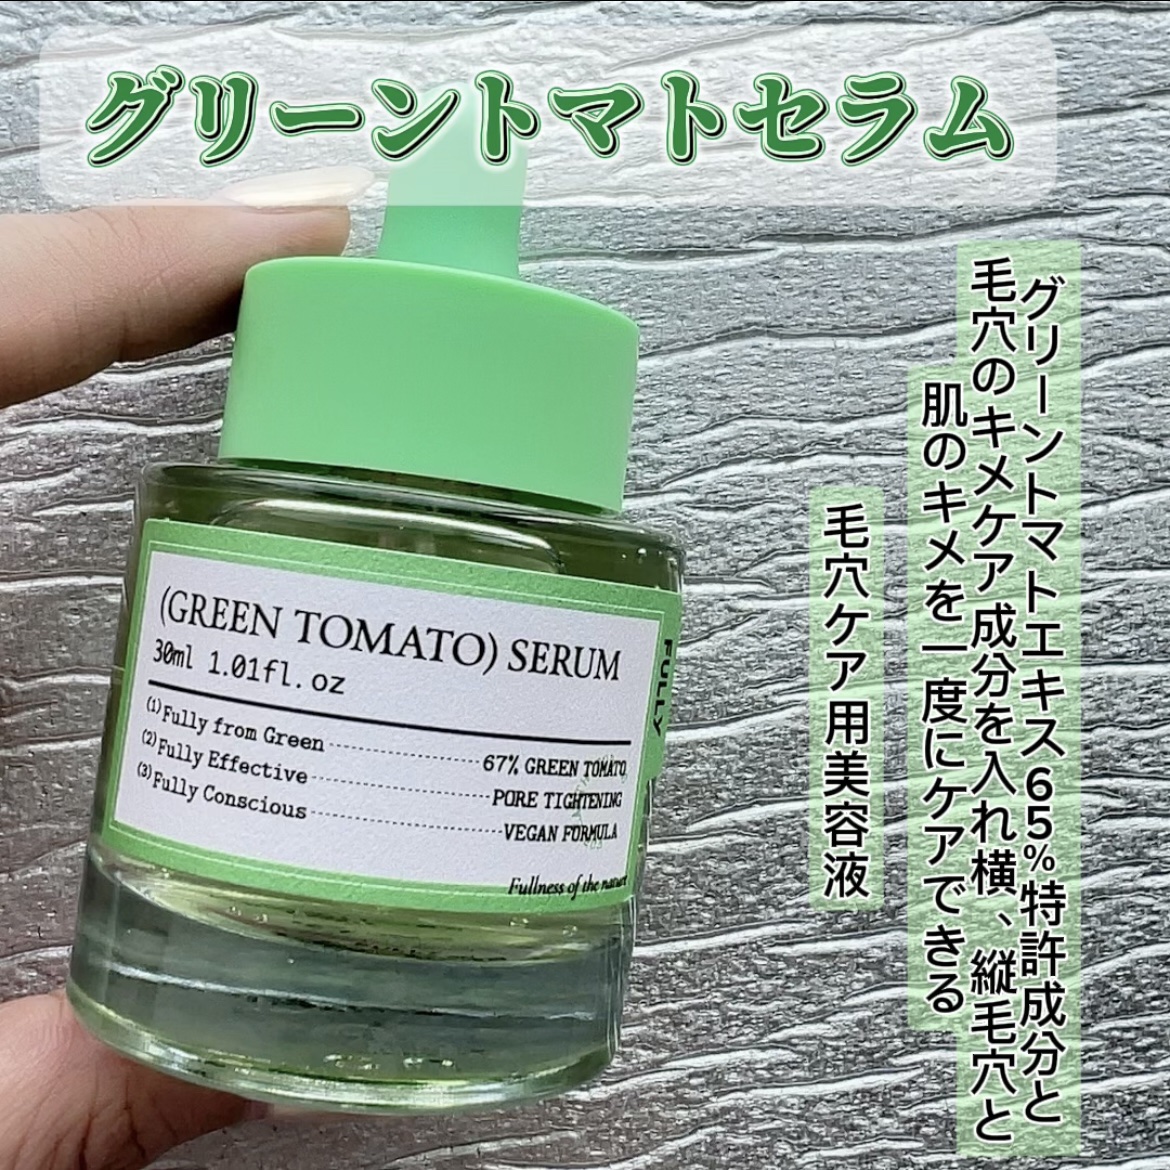 グリーントマトセラム
グリーントマトエキス65%特許成分と
毛穴のキメケア成分を入れ横、縦毛穴と
肌のキメを一度にケアできる
毛穴ケア用美容液
(GREEN TOMATO) SERUM
30ml 1.01fl.oz
(1)Fully from Green 67% GREEN TOMATO
(2)Fully Effective PORE TIGHTENING
(3)Fully Conscious VEGAN FORMULA
Fullness of the nature
FULLY